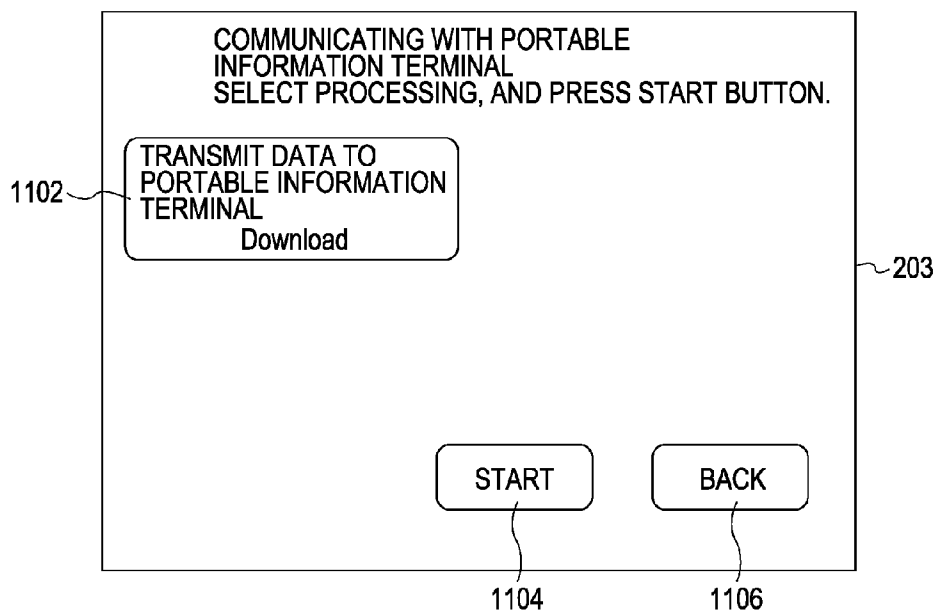 COMMUNICATING WITH PORTABLE
INFORMATION TERMINAL
SELECT PROCESSING, AND PRESS START BUTTON.
TRANSMIT DATA TO
PORTABLE INFORMATION
TERMINAL
Download
1102
203
START
BACK
1104
1106